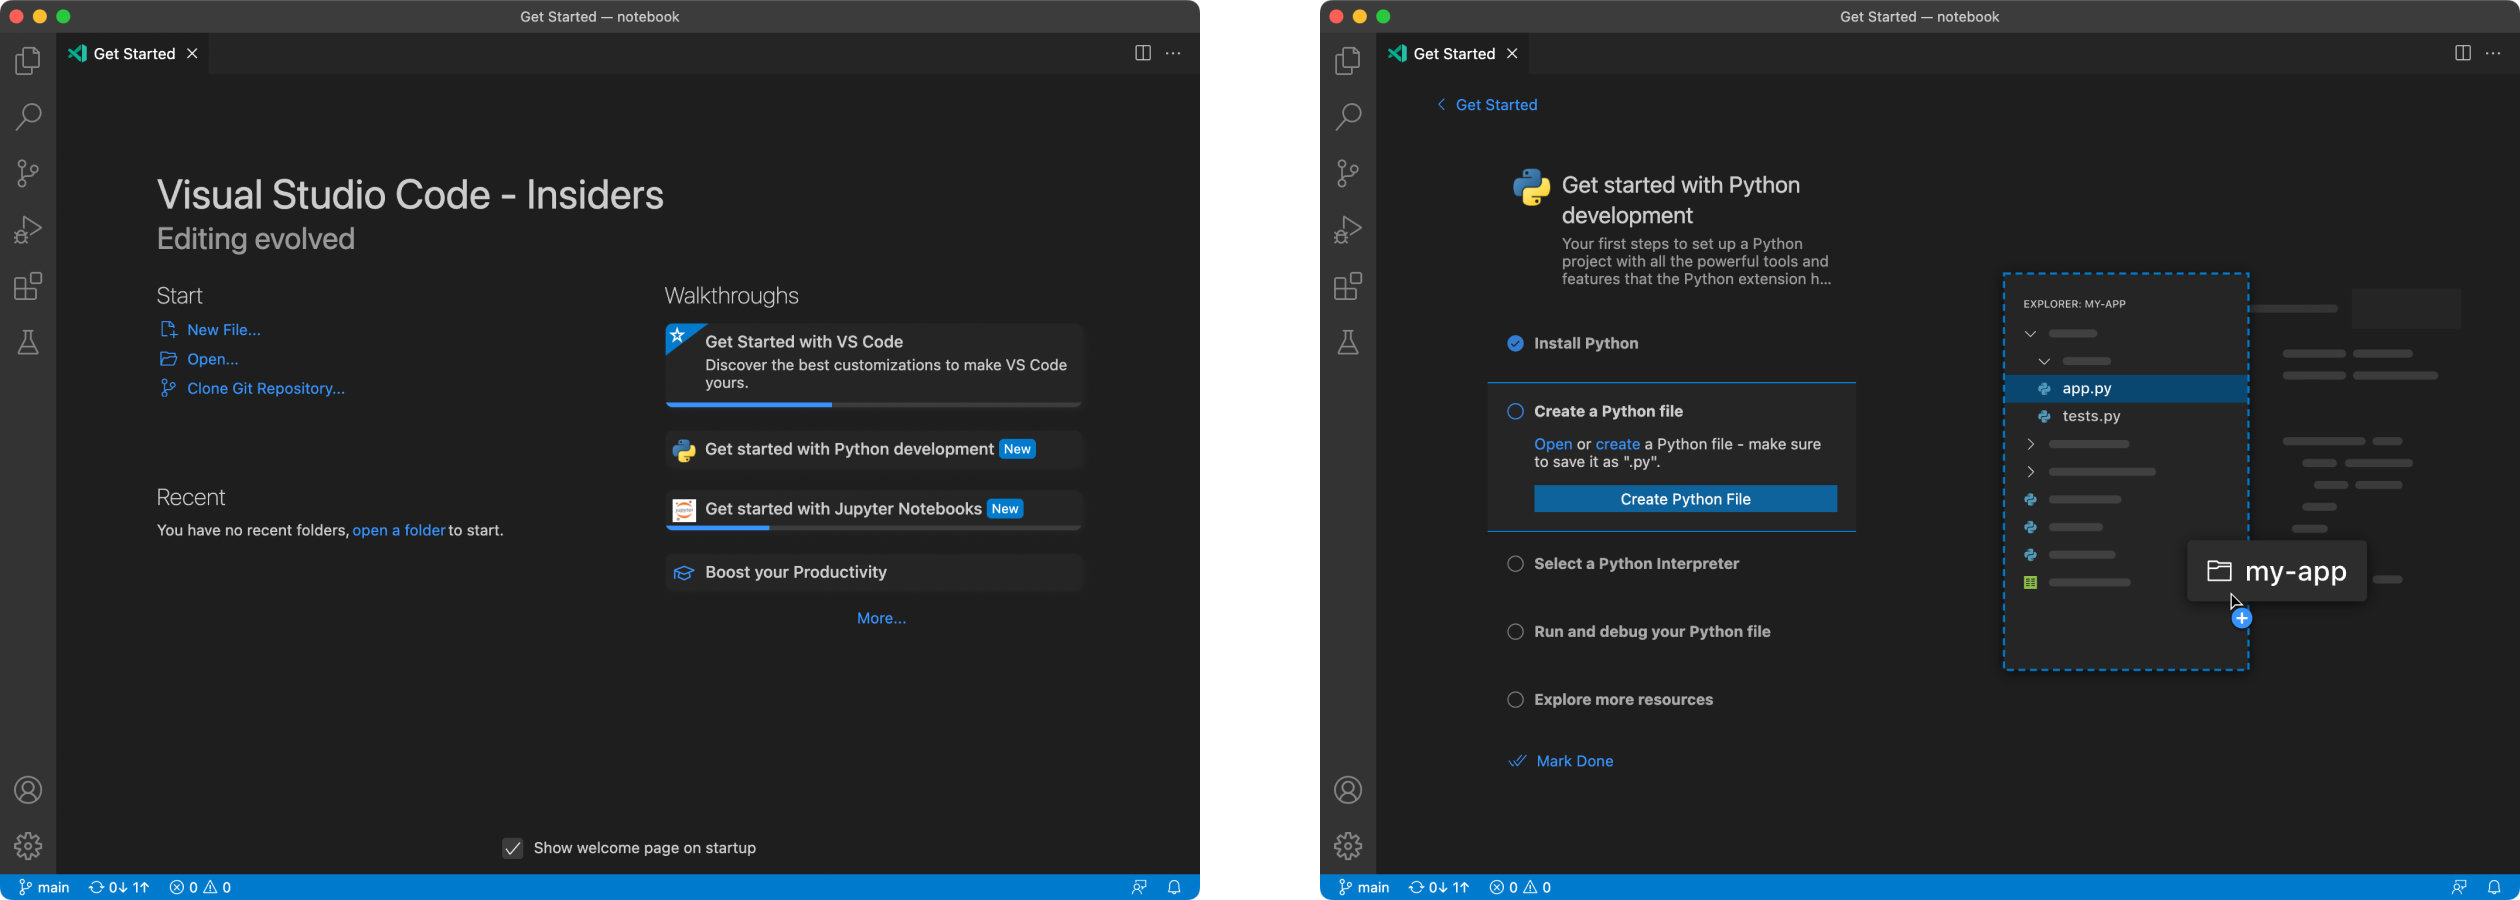 Get Started — notebook
Get Started
Visual Studio Code - Insiders
Editing evolved
Start
New File...
Open...
Clone Git Repository...
Recent
You have no recent folders, open a folder to start.
Walkthroughs
Get Started with VS Code
Discover the best customizations to make VS Code
yours.
Get started with Python development New
jupyter
Get started with Jupyter Notebooks New
Boost your Productivity
More...
Show welcome page on startup
main 0↓ 1↑ 0 0
Get Started — notebook
Get Started
Get Started
Get started with Python
development
Your first steps to set up a Python
project with all the powerful tools and
features that the Python extension h...
Install Python
Create a Python file
Open or create a Python file - make sure
to save it as ".py".
Create Python File
Select a Python Interpreter
Run and debug your Python file
Explore more resources
Mark Done
EXPLORER: MY-APP
app.py
tests.py
my-app
main 0↓ 1↑ 0 0